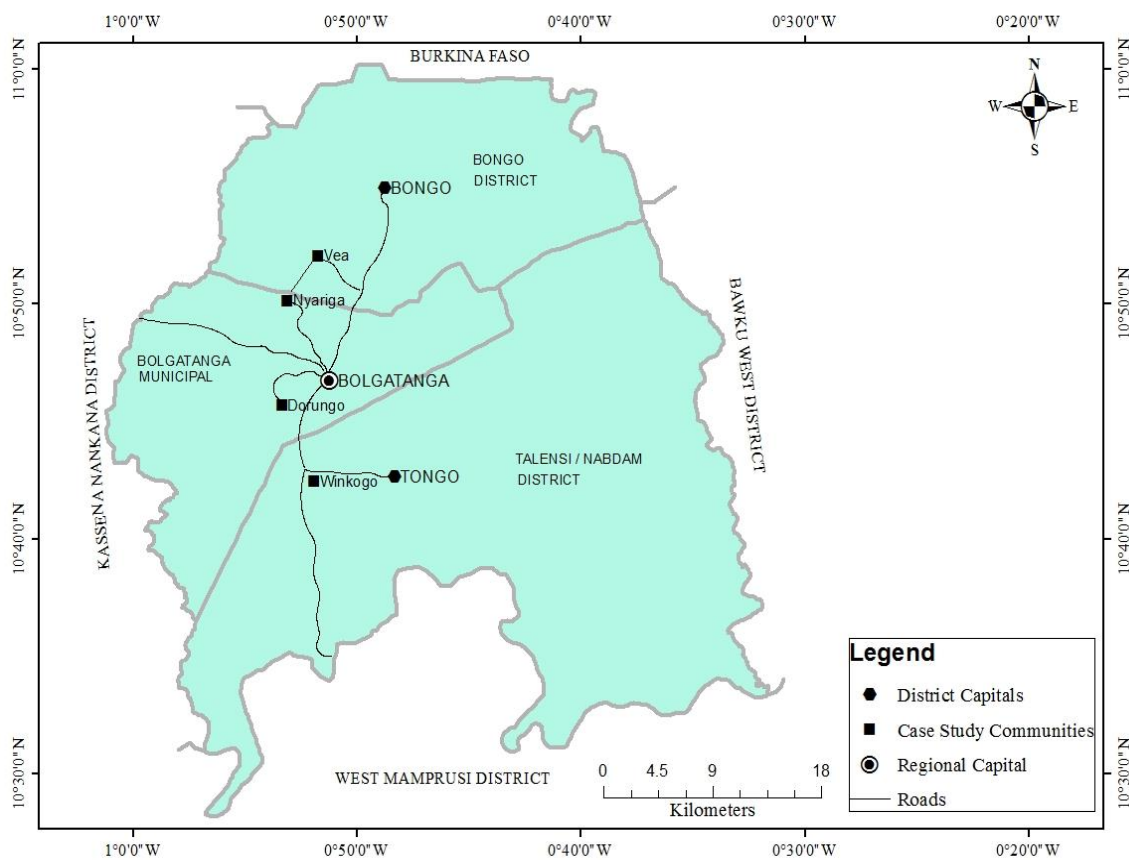 1°0'0"W 0°50'0"W 0°40'0"W 0°30'0"W 0°20'0"W
11°0'0"N
BURKINA FASO
11°0'0"N
N
W E
S
BONGO
DISTRICT
BONGO
Vea
10°50'0"N
Nyariga
10°50'0"N
BAWKU WEST DISTRICT
KASSENA NANKANA DISTRICT
BOLGATANGA
MUNICIPAL
BOLGATANGA
Dorungo
TALENSI / NABDAM
DISTRICT
TONGO
Winkogo
10°40'0"N
10°40'0"N
Legend
District Capitals
Case Study Communities
Regional Capital
Roads
10°30'0"N
WEST MAMPRUSI DISTRICT
0 4.5 9 18
Kilometers
10°30'0"N
1°0'0"W 0°50'0"W 0°40'0"W 0°30'0"W 0°20'0"W